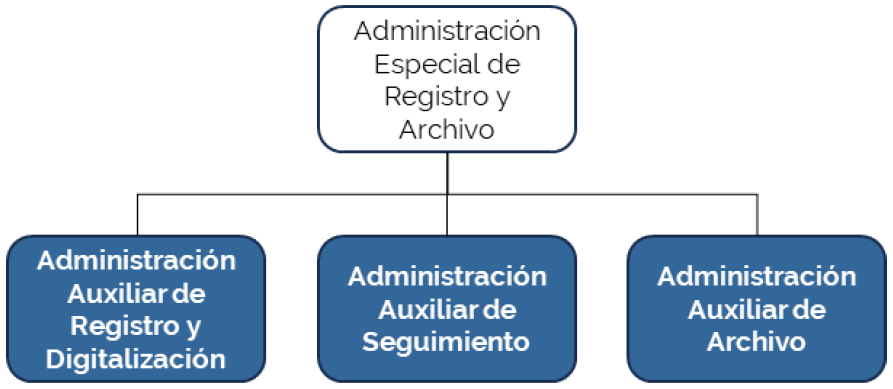 Administración
Especial de
Registro y
Archivo
Administración
Auxiliar de
Registro y
Digitalización
Administración
Auxiliar de
Seguimiento
Administración
Auxiliar de
Archivo